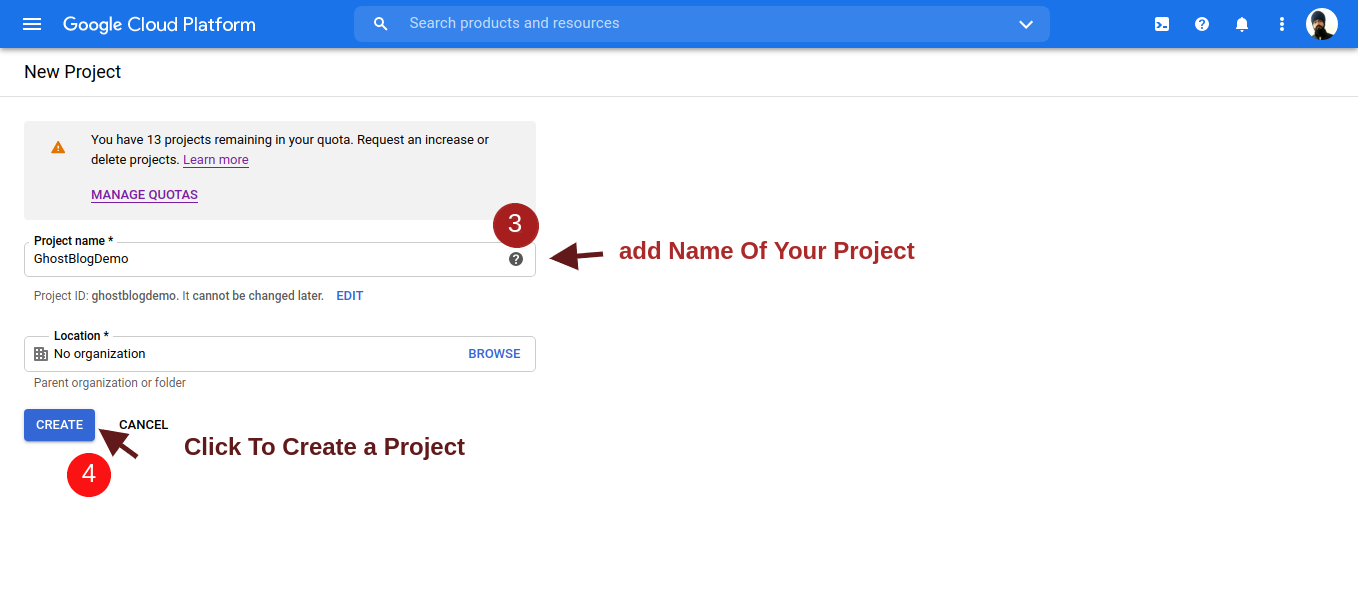 Google Cloud Platform
Search products and resources
New Project
You have 13 projects remaining in your quota. Request an increase or
delete projects. Learn more
MANAGE QUOTAS
3
Project name *
GhostBlogDemo
add Name Of Your Project
Project ID: ghostblogdemo. It cannot be changed later. EDIT
Location *
No organization BROWSE
Parent organization or folder
CREATE CANCEL
Click To Create a Project
4